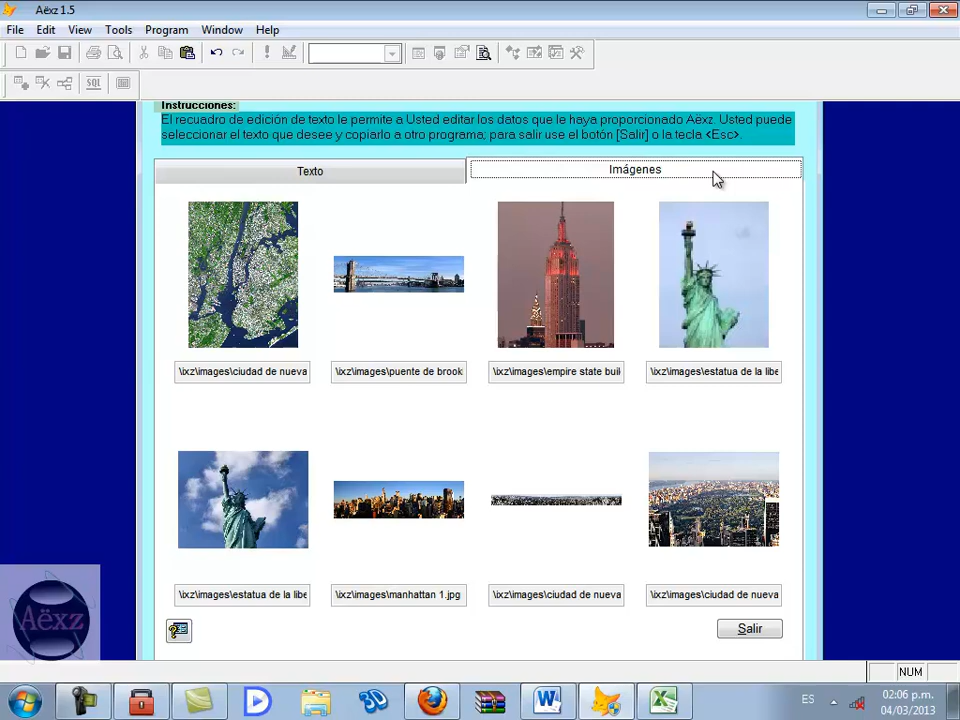 Aëxz 1.5
File Edit View Tools Program Window Help
SQL
Instrucciones:
El recuadro de edición de texto le permite a Usted editar los datos que le haya proporcionado Aëxz. Usted puede
seleccionar el texto que desee y copiarlo a otro programa; para salir use el botón [Salir] o la tecla <Esc>.
Texto Imágenes
\ixz\images\ciudad de nueva \ixz\images\puente de brook \ixz\images\empire state buil \ixz\images\estatua de la libe
\ixz\images\estatua de la libe \ixz\images\manhattan 1.jpg \ixz\images\ciudad de nueva \ixz\images\ciudad de nueva
Aëxz
Salir
NUM
3D
ES
02:06 p.m.
04/03/2013